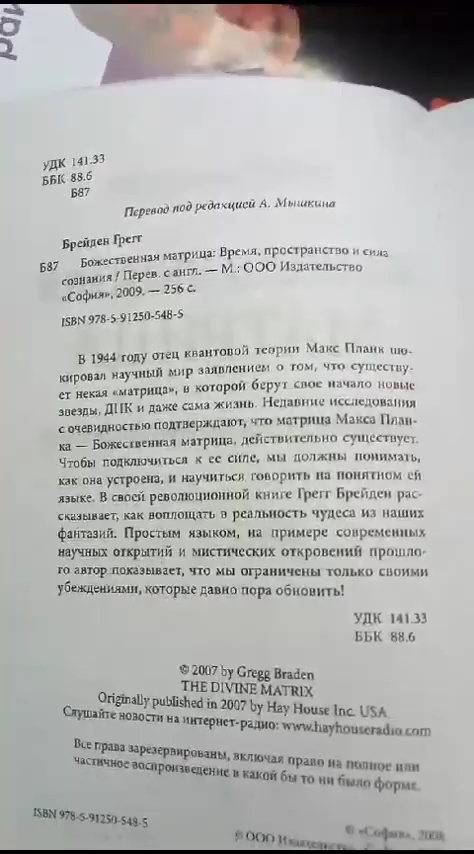 рай
УДК 141.33
ББК 88.6
Б87
Перевод под редакцией А. Мышкина
Брейден Грегг
Б87 Божественная матрица: Время, пространство и сила
сознания / Перев. с англ. — М.: ООО Издательство
«София», 2009. — 256 с.
ISBN 978-5-91250-548-5
В 1944 году отец квантовой теории Макс Планк шо-
кировал научный мир заявлением о том, что существу-
ет некая «матрица», в которой берут свое начало новые
звезды, ДНК и даже сама жизнь. Недавние исследования
с очевидностью подтверждают, что матрица Макса План-
ка — Божественная матрица, действительно существует.
Чтобы подключиться к ее силе, мы должны понимать,
как она устроена, и научиться говорить на понятном ей
языке. В своей революционной книге Грегг Брейден рас-
сказывает, как воплощать в реальность чудеса из наших
фантазий. Простым языком, на примере современных
научных открытий и мистических откровений прошло-
го автор показывает, что мы ограничены только своими
убеждениями, которые давно пора обновить!
УДК 141.33
ББК 88.6
© 2007 by Gregg Braden
THE DIVINE MATRIX
Originally published in 2007 by Hay House Inc. USA
Слушайте новости на интернет-радио: www.hayhouseradio.com
Все права зарезервированы, включая право на полное или
частичное воспроизведение в какой бы то ни было форме.
© «София», 2008
ISBN 978-5-91250-548-5
© ООО Издательство